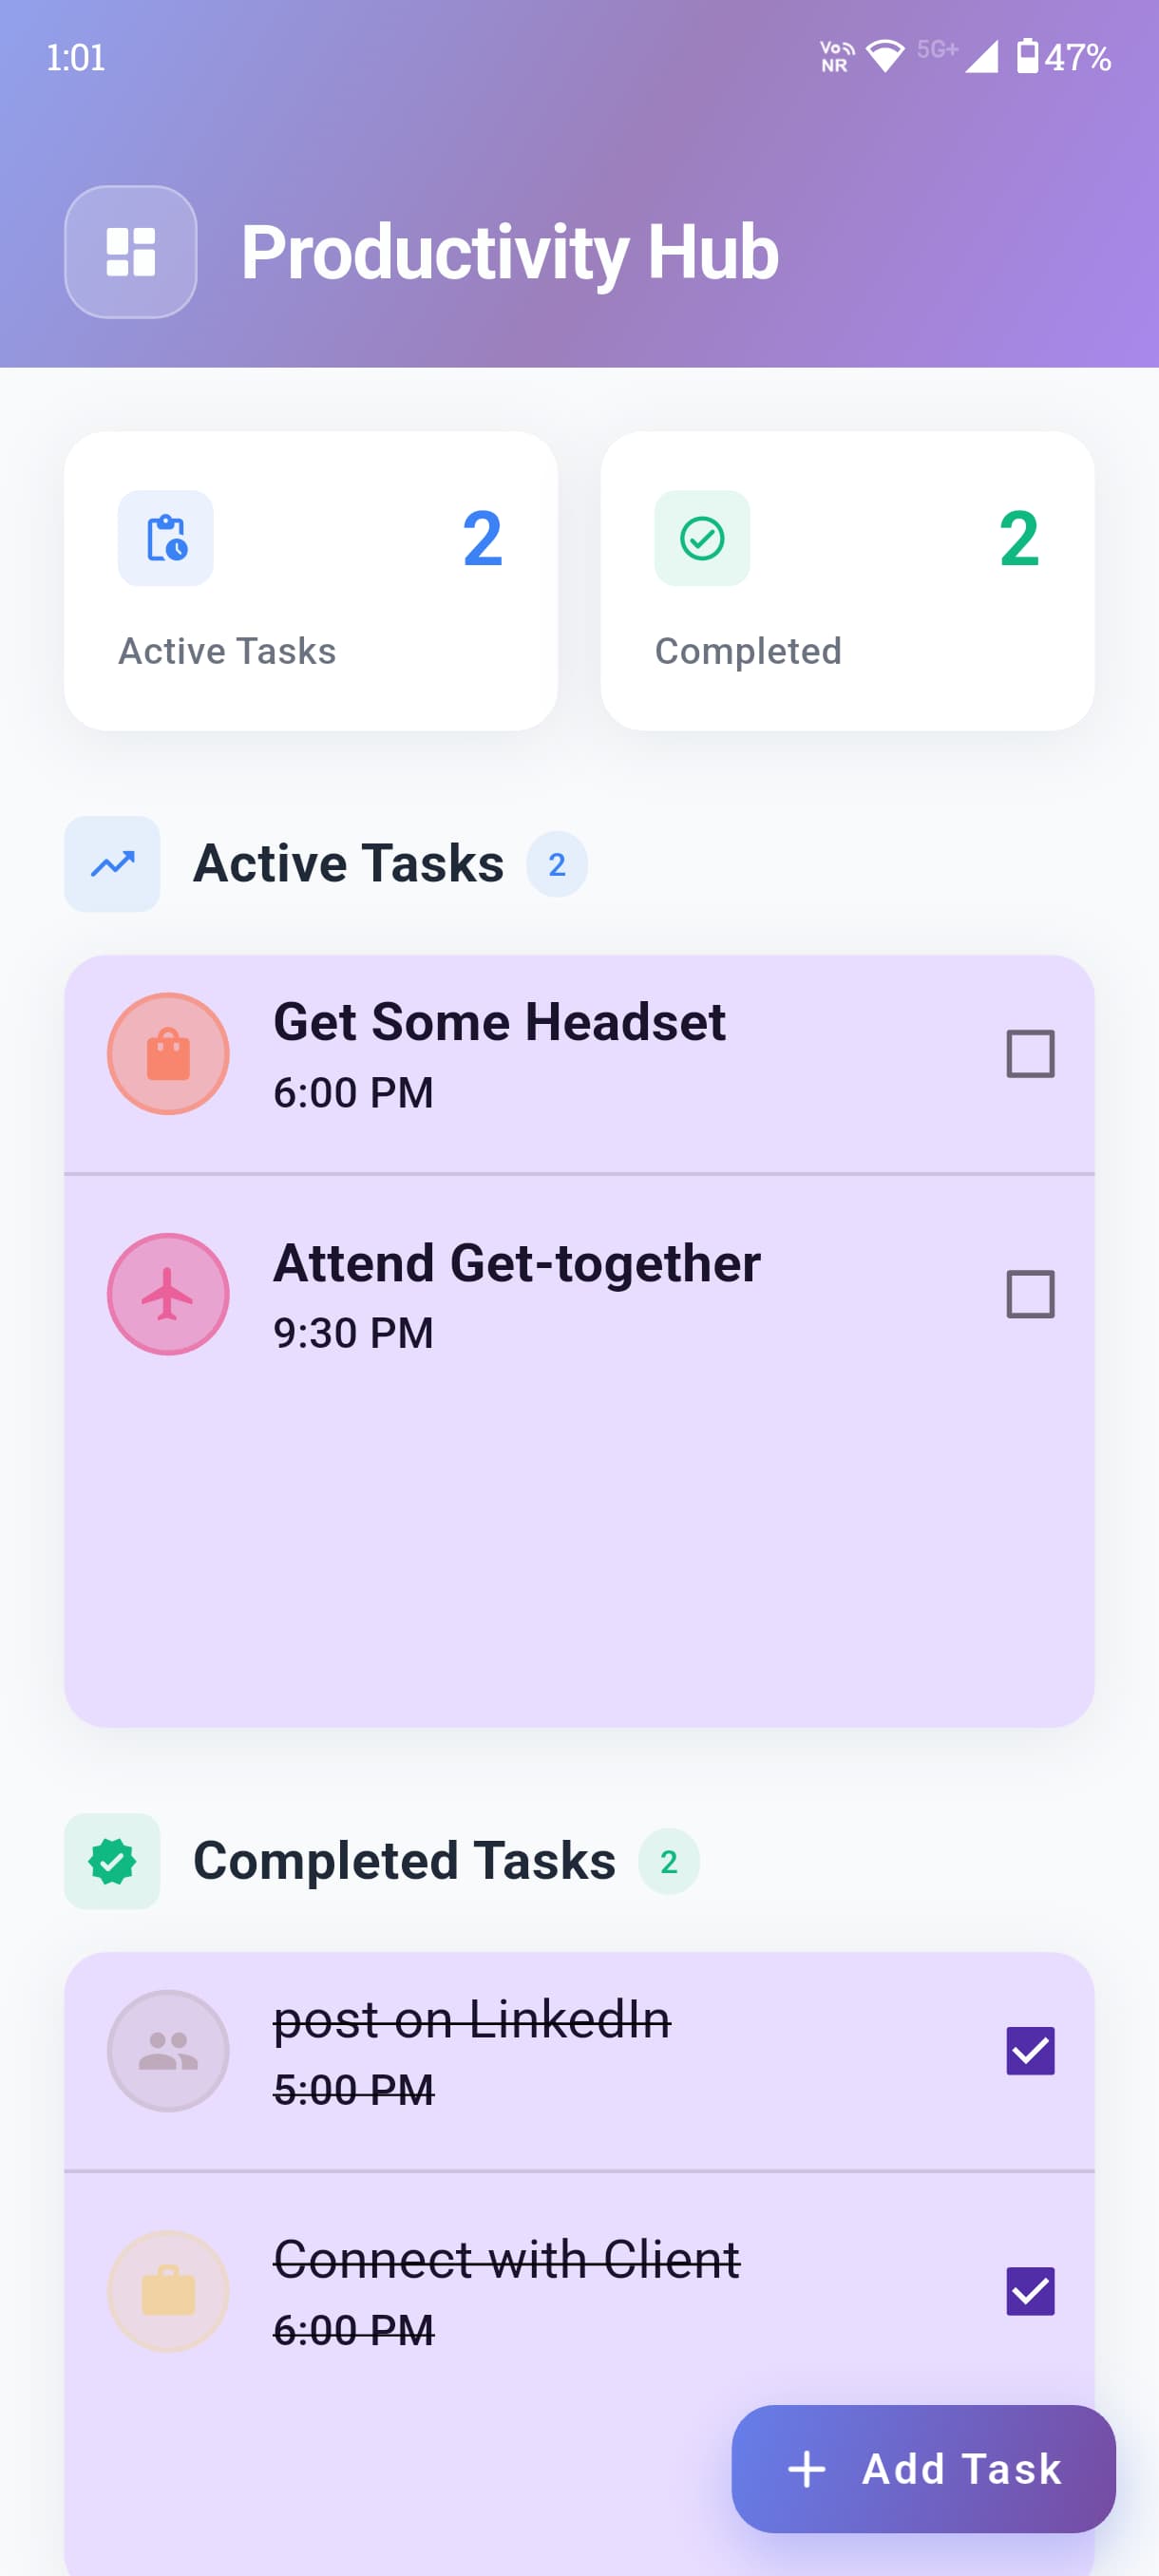 1:01
Vo NR 5G+ 47%
Productivity Hub
2
2
Active Tasks
Completed
Active Tasks 2
Get Some Headset
6:00 PM
Attend Get-together
9:30 PM
Completed Tasks 2
post on LinkedIn
5:00 PM
Connect with Client
6:00 PM
Add Task